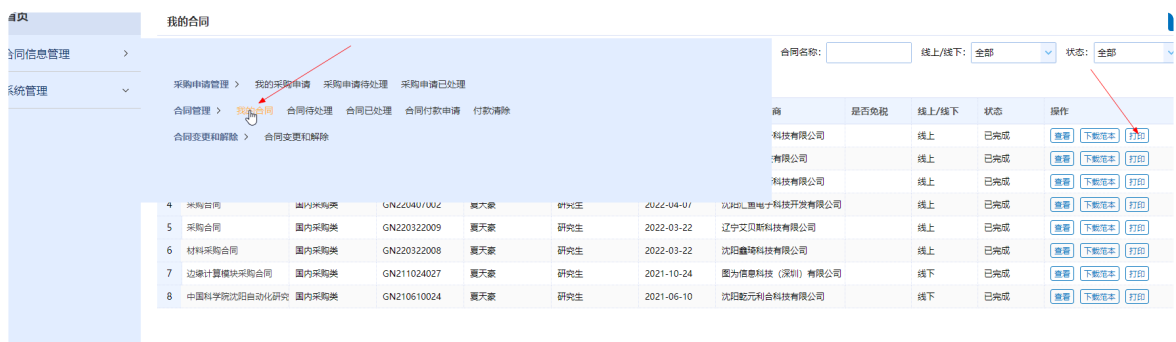 首页
我的合同
合同信息管理
系统管理
合同名称：
线上/线下： 全部
状态： 全部
采购申请管理 > 我的采购申请 采购申请待处理 采购申请已处理
合同管理 > 我的合同 合同待处理 合同已处理 合同付款申请 付款清除
合同变更和解除 > 合同变更和解除
商 是否免税 线上/线下 状态 操作
科技有限公司 线上 已完成 查看 下载范本 打印
有限公司 线上 已完成 查看 下载范本 打印
科技有限公司 线上 已完成 查看 下载范本 打印
4 采购合同 国内采购类 GN220407002 夏天豪 研究生 2022-04-07 沈阳汇鱼电子科技开发有限公司 线上 已完成 查看 下载范本 打印
5 采购合同 国内采购类 GN220322009 夏天豪 研究生 2022-03-22 辽宁艾贝斯科技有限公司 线上 已完成 查看 下载范本 打印
6 材料采购合同 国内采购类 GN220322008 夏天豪 研究生 2022-03-22 沈阳鑫琦科技有限公司 线上 已完成 查看 下载范本 打印
7 边缘计算模块采购合同 国内采购类 GN211024027 夏天豪 研究生 2021-10-24 图为信息科技（深圳）有限公司 线下 已完成 查看 下载范本 打印
8 中国科学院沈阳自动化研究 国内采购类 GN210610024 夏天豪 研究生 2021-06-10 沈阳乾元利合科技有限公司 线下 已完成 查看 下载范本 打印